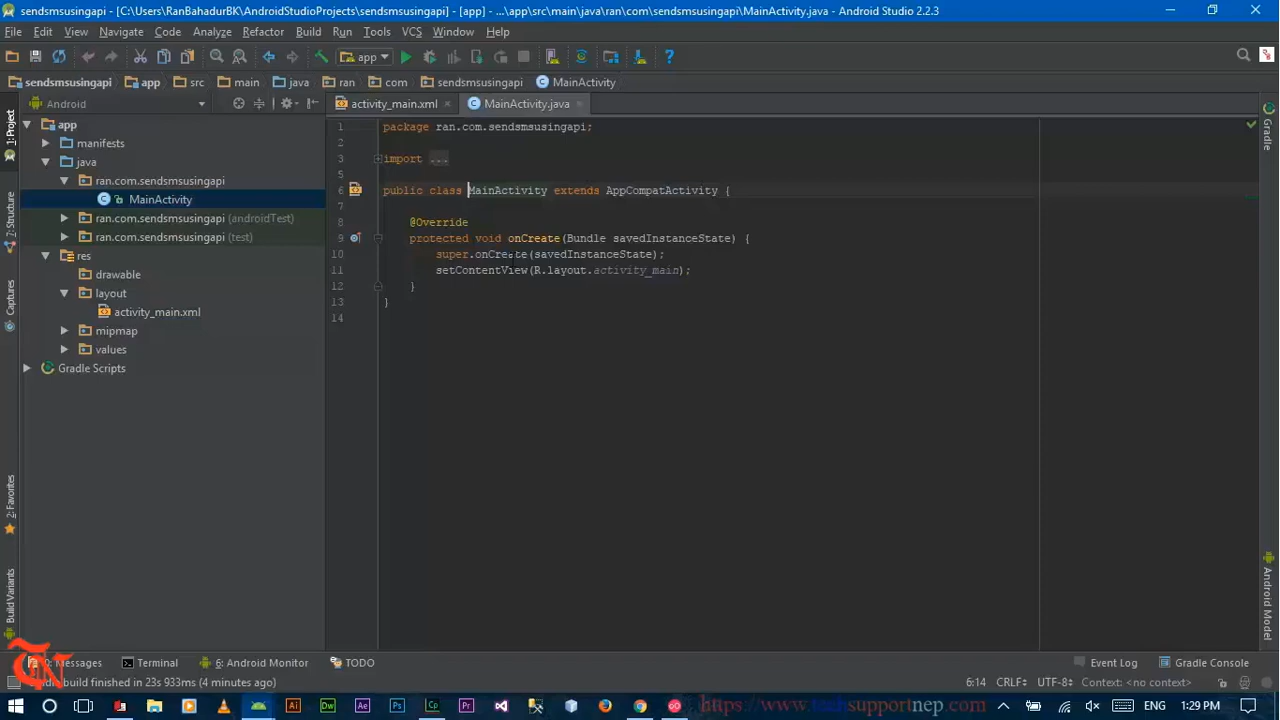 sendsmsusingapi - [C:\Users\RanBahadurBK\AndroidStudioProjects\sendsmsusingapi] - [app] - ...\app\src\main\java\ran\com\sendsmsusingapi\MainActivity.java - Android Studio 2.2.3
File Edit View Navigate Code Analyze Refactor Build Run Tools VCS Window Help
app
sendsmsusingapi app src main java ran com sendsmsusingapi MainActivity
Android
activity_main.xml MainActivity.java
1: Project
7: Structure
Captures
2: Favorites
Build Variants
app
manifests
java
ran.com.sendsmsusingapi
MainActivity
ran.com.sendsmsusingapi (androidTest)
ran.com.sendsmsusingapi (test)
res
drawable
layout
activity_main.xml
mipmap
values
Gradle Scripts
1 package ran.com.sendsmsusingapi;
2
3 import ...
5
6 public class MainActivity extends AppCompatActivity {
7
8 @Override
9 protected void onCreate(Bundle savedInstanceState) {
10 super.onCreate(savedInstanceState);
11 setContentView(R.layout.activity_main);
12 }
13 }
14
Gradle
Android Model
Messages Terminal 6: Android Monitor TODO Event Log Gradle Console
build finished in 23s 933ms (4 minutes ago) 6:14 CRLF÷ UTF-8÷ Context: <no context>
TN
Ai Dw Ae Ps Cp Pr
https://www.techsupportnep.com
ENG 1:29 PM